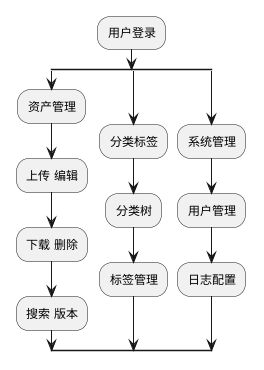 用户登录
资产管理
上传 编辑
下载 删除
搜索 版本
分类标签
分类树
标签管理
系统管理
用户管理
日志配置